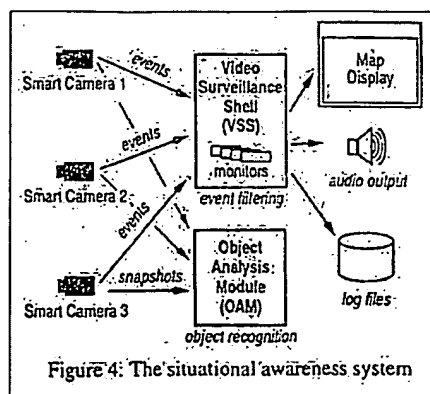 Smart Camera 1
events
Video
Surveillance
Shell
(VSS)
monitors
event filtering
Map
Display
Smart Camera 2
events
audio output
events
Smart Camera 3
snapshots
Object
Analysis
Module
(OAM)
object recognition
log files
Figure 4: The situational awareness system